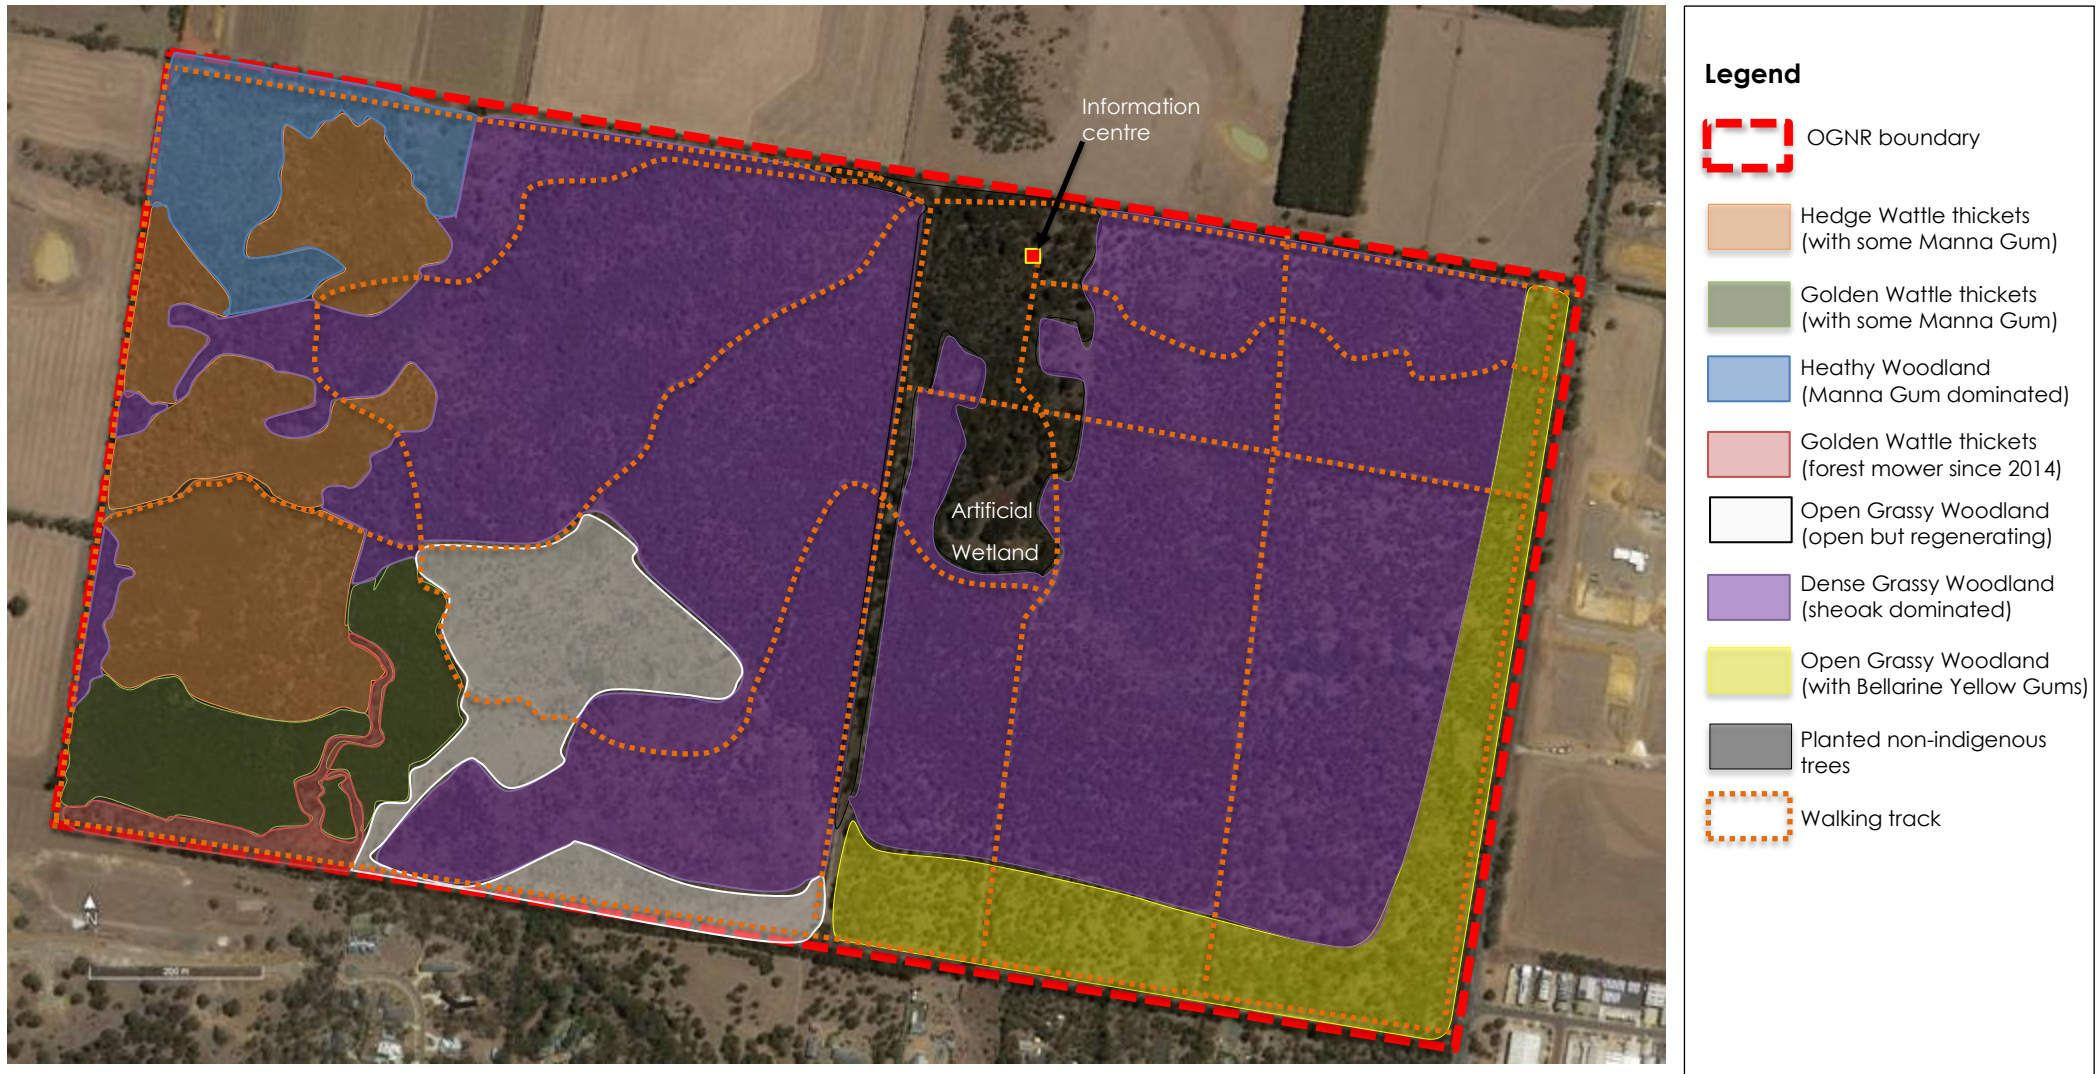 Information
centre
Artificial
Wetland
N
200 m
Legend
OGNR boundary
Hedge Wattle thickets
(with some Manna Gum)
Golden Wattle thickets
(with some Manna Gum)
Heathy Woodland
(Manna Gum dominated)
Golden Wattle thickets
(forest mower since 2014)
Open Grassy Woodland
(open but regenerating)
Dense Grassy Woodland
(sheoak dominated)
Open Grassy Woodland
(with Bellarine Yellow Gums)
Planted non-indigenous
trees
Walking track